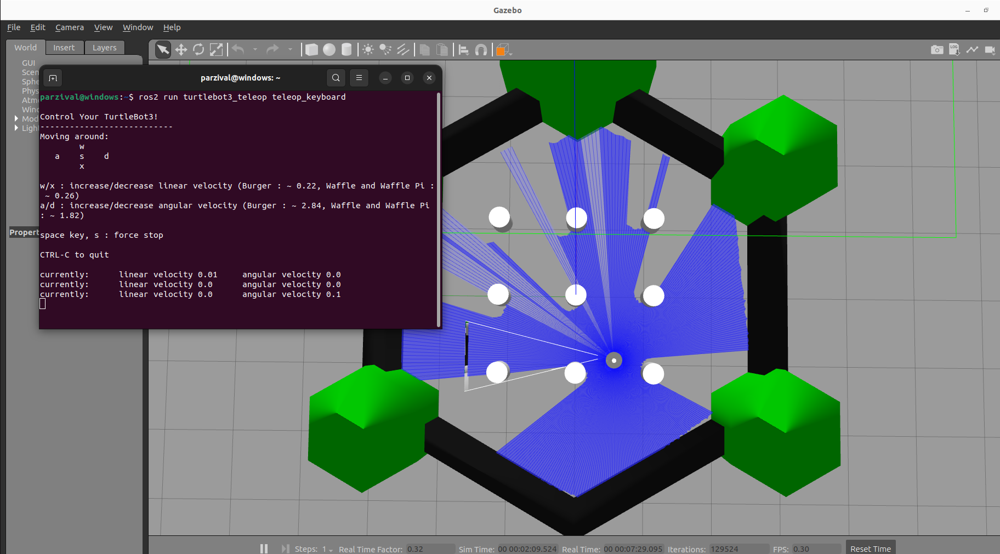 Gazebo
File Edit Camera View Window Help
World Insert Layers
GUI
parzival@windows: ~
parzival@windows:~$ ros2 run turtlebot3_teleop teleop_keyboard
Control Your TurtleBot3!
---------------------------
Moving around:
w
a s d
x
w/x : increase/decrease linear velocity (Burger : ~ 0.22, Waffle and Waffle Pi :
~ 0.26)
a/d : increase/decrease angular velocity (Burger : ~ 2.84, Waffle and Waffle Pi
: ~ 1.82)
space key, s : force stop
CTRL-C to quit
currently: linear velocity 0.01 angular velocity 0.0
currently: linear velocity 0.0 angular velocity 0.0
currently: linear velocity 0.0 angular velocity 0.1
Scen
Sphe
Phys
Atm
Wind
Mod
Ligh
Propert
LOG
Steps: 1 Real Time Factor: 0.32 Sim Time: 00 00:02:09.524 Real Time: 00 00:07:29.095 Iterations: 129524 FPS: 0.30 Reset Time